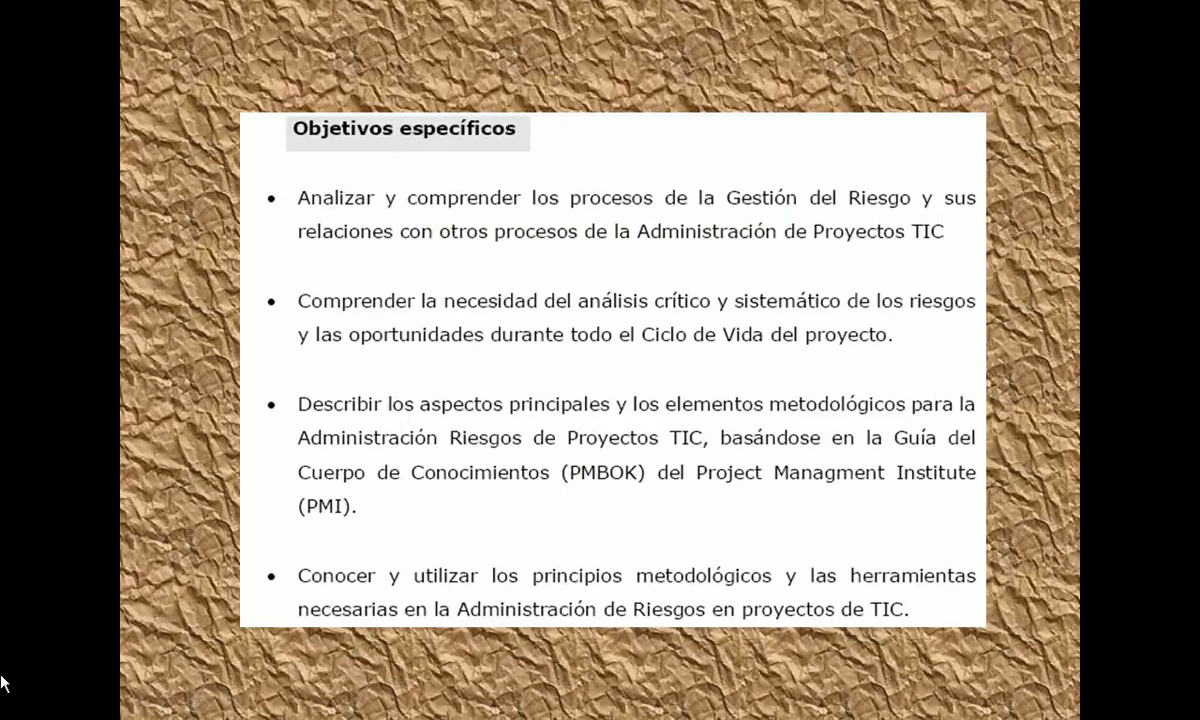 Objetivos específicos
• Analizar y comprender los procesos de la Gestión del Riesgo y sus
relaciones con otros procesos de la Administración de Proyectos TIC
• Comprender la necesidad del análisis crítico y sistemático de los riesgos
y las oportunidades durante todo el Ciclo de Vida del proyecto.
• Describir los aspectos principales y los elementos metodológicos para la
Administración Riesgos de Proyectos TIC, basándose en la Guía del
Cuerpo de Conocimientos (PMBOK) del Project Managment Institute
(PMI).
• Conocer y utilizar los principios metodológicos y las herramientas
necesarias en la Administración de Riesgos en proyectos de TIC.